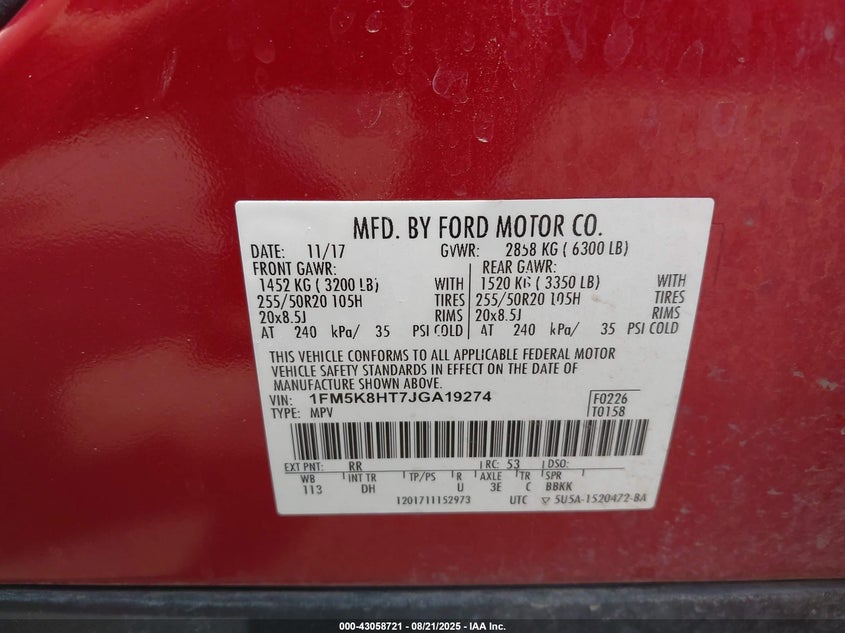 MFD. BY FORD MOTOR CO.
DATE: 11/17 GVWR: 2858 KG ( 6300 LB)
FRONT GAWR: REAR GAWR:
1452 KG ( 3200 LB) WITH 1520 KG ( 3350 LB) WITH
255/50R20 105H TIRES 255/50R20 105H TIRES
20x8.5J RIMS 20x8.5J RIMS
AT 240 kPa/ 35 PSI COLD AT 240 kPa/ 35 PSI COLD
THIS VEHICLE CONFORMS TO ALL APPLICABLE FEDERAL MOTOR
VEHICLE SAFETY STANDARDS IN EFFECT ON THE DATE OF
MANUFACTURE SHOWN ABOVE.
VIN: 1FM5K8HT7JGA19274 F0226
TYPE: MPV T0158
EXT PNT: RR RC: 53 DSO:
WB INT TR TP/PS R AXLE TR SPR
113 DH U 3E C BBKK
1201711152973 UTC 5U5A-1520472-BA
000-43058721 - 08/21/2025 - IAA Inc.